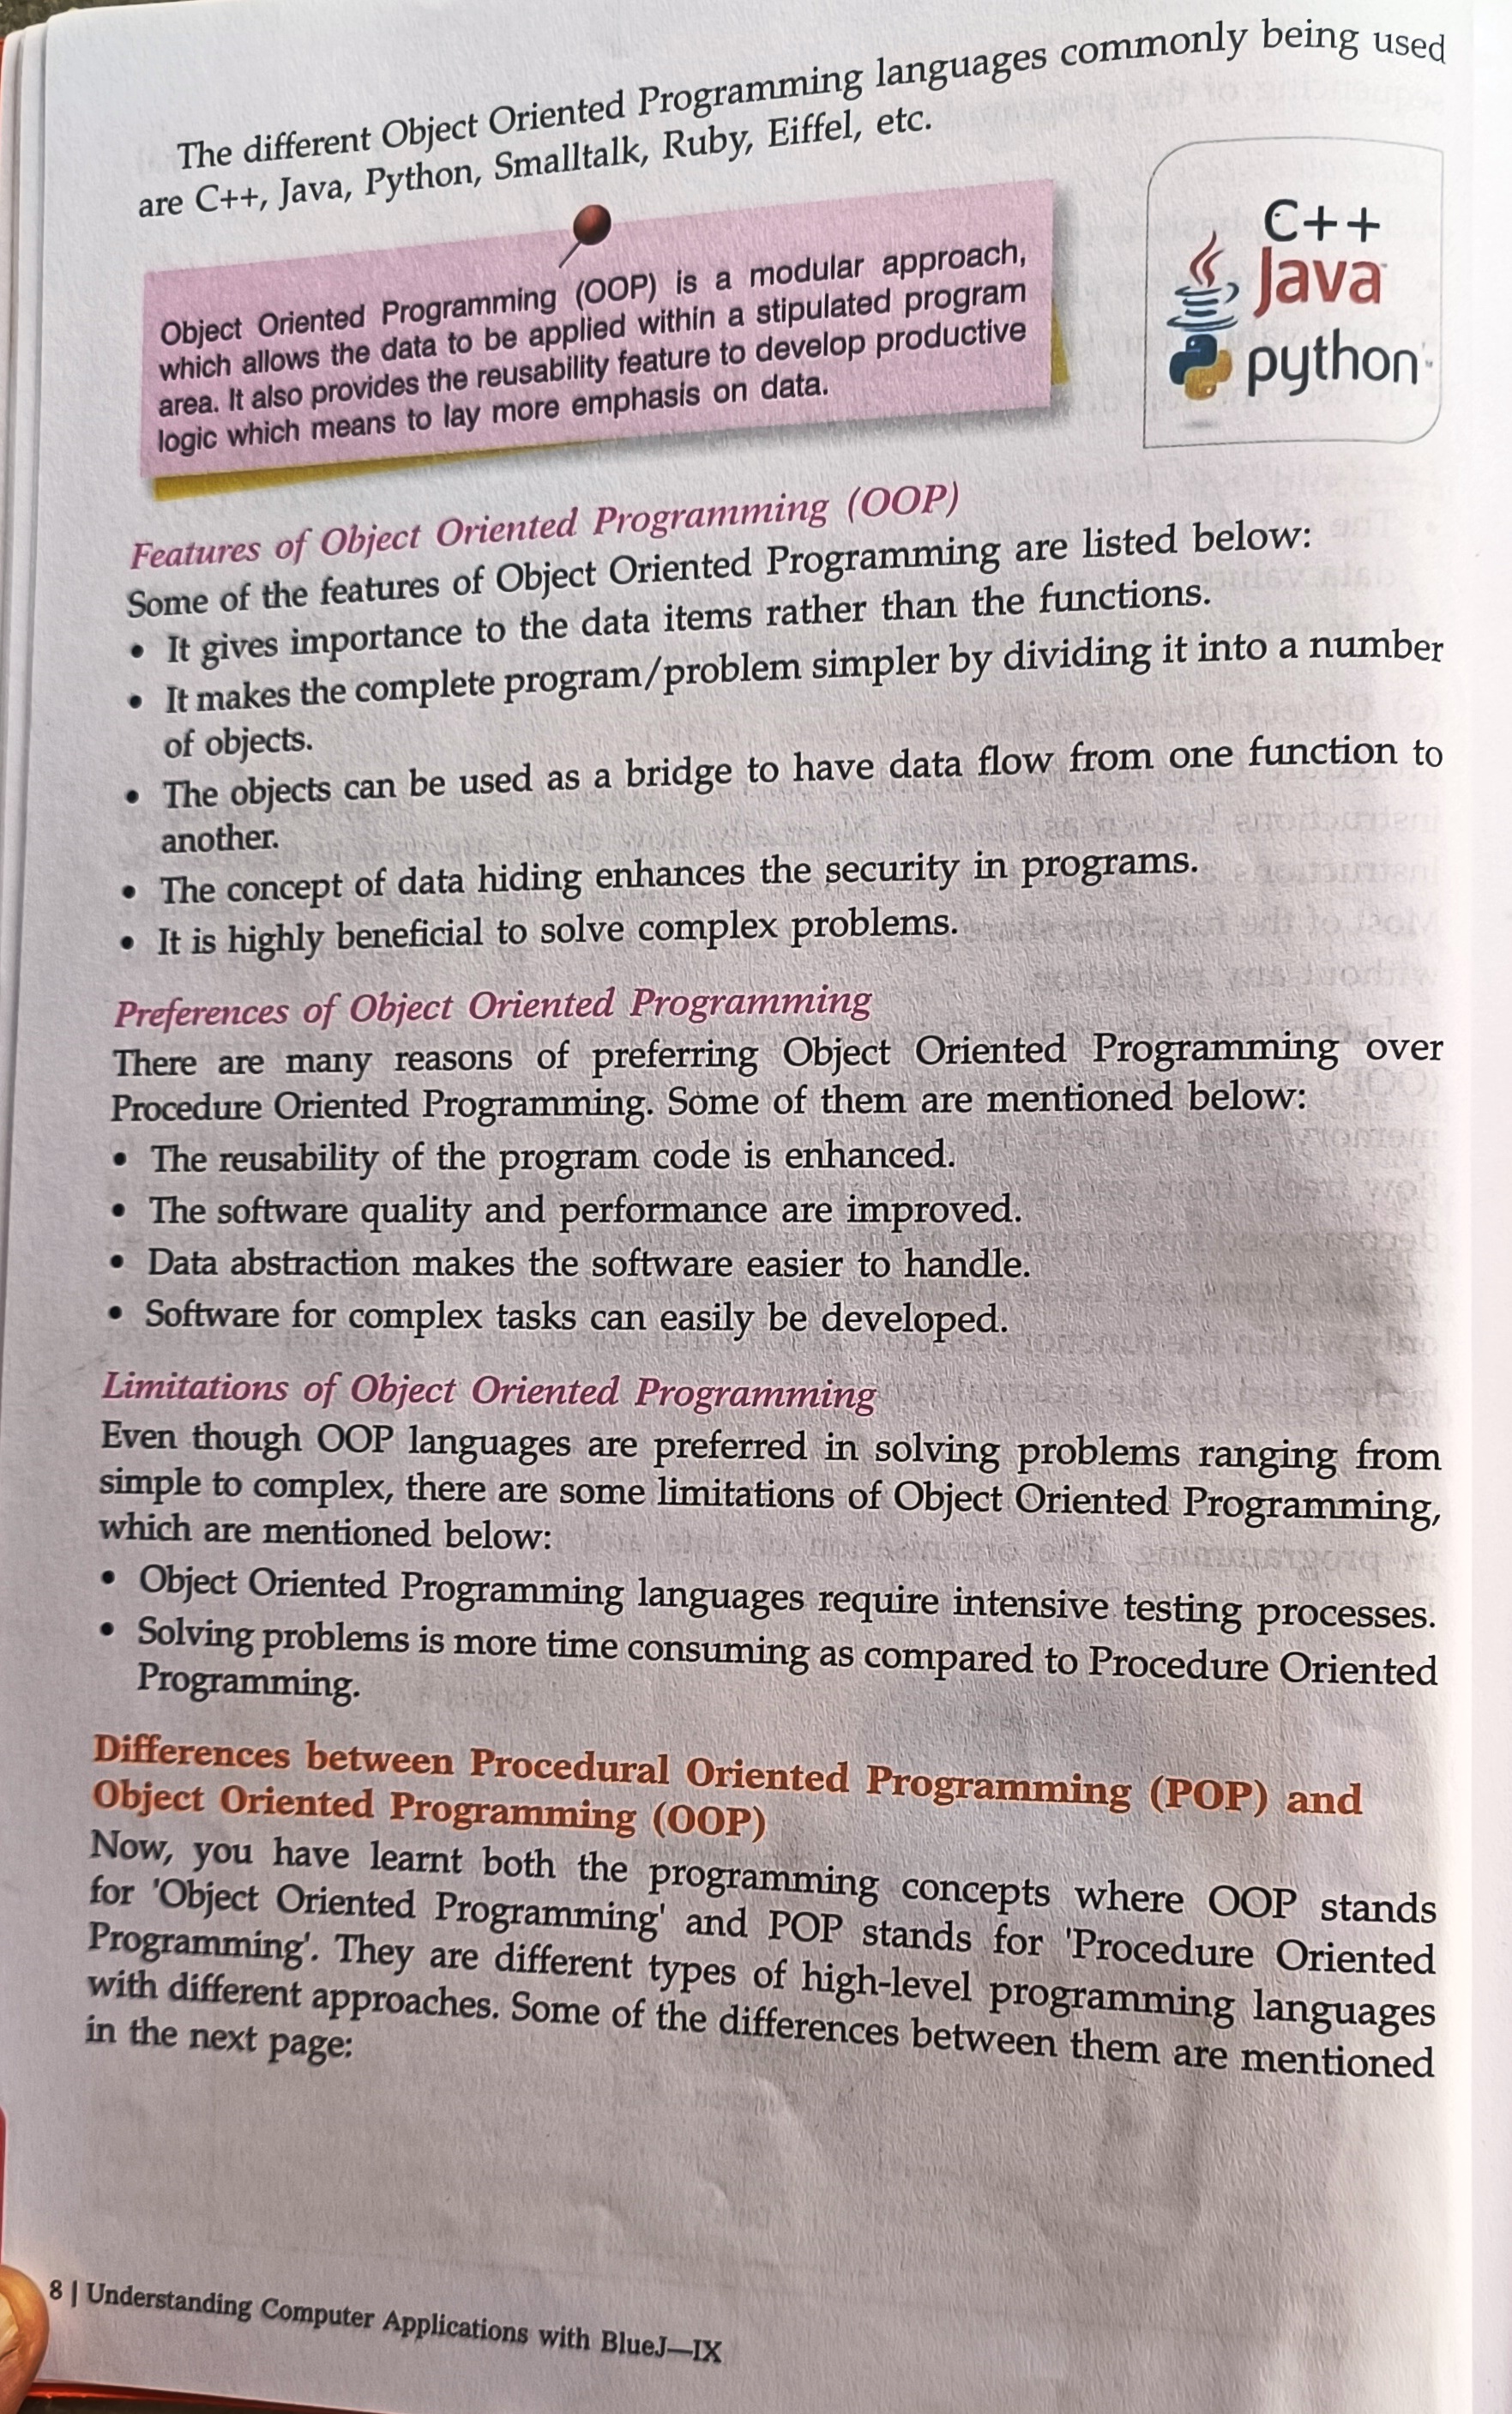 The different Object Oriented Programming languages commonly being used
are C++, Java, Python, Smalltalk, Ruby, Eiffel, etc.
C++
Java
python
Object Oriented Programming (OOP) is a modular approach,
which allows the data to be applied within a stipulated program
area. It also provides the reusability feature to develop productive
logic which means to lay more emphasis on data.
Features of Object Oriented Programming (OOP)
Some of the features of Object Oriented Programming are listed below:
• It gives importance to the data items rather than the functions.
• It makes the complete program/problem simpler by dividing it into a number
of objects.
• The objects can be used as a bridge to have data flow from one function to
another.
• The concept of data hiding enhances the security in programs.
• It is highly beneficial to solve complex problems.
Preferences of Object Oriented Programming
There are many reasons of preferring Object Oriented Programming over
Procedure Oriented Programming. Some of them are mentioned below:
• The reusability of the program code is enhanced.
• The software quality and performance are improved.
• Data abstraction makes the software easier to handle.
• Software for complex tasks can easily be developed.
Limitations of Object Oriented Programming
Even though OOP languages are preferred in solving problems ranging from
simple to complex, there are some limitations of Object Oriented Programming,
which are mentioned below:
• Object Oriented Programming languages require intensive testing processes.
• Solving problems is more time consuming as compared to Procedure Oriented
Programming.
Differences between Procedural Oriented Programming (POP) and
Object Oriented Programming (OOP)
Now, you have learnt both the programming concepts where OOP stands
for 'Object Oriented Programming' and POP stands for 'Procedure Oriented
Programming'. They are different types of high-level programming languages
with different approaches. Some of the differences between them are mentioned
in the next page:
8 | Understanding Computer Applications with BlueJ—IX